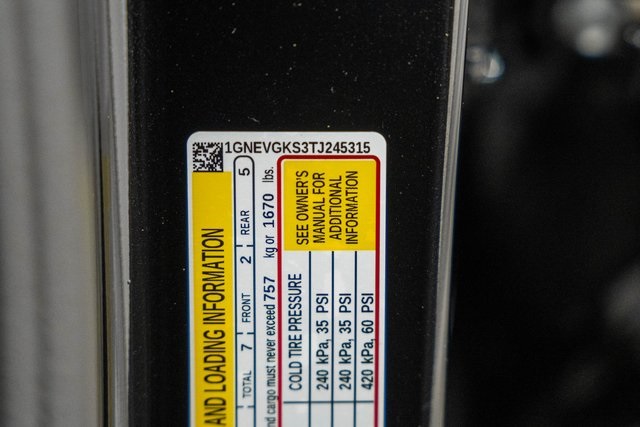 1GNEVGKS3TJ245315
AND LOADING INFORMATION
TOTAL 7 FRONT 2 REAR 5
nd cargo must never exceed 757 kg or 1670 lbs.
COLD TIRE PRESSURE
240 kPa, 35 PSI
240 kPa, 35 PSI
420 kPa, 60 PSI
SEE OWNER'S
MANUAL FOR
ADDITIONAL
INFORMATION